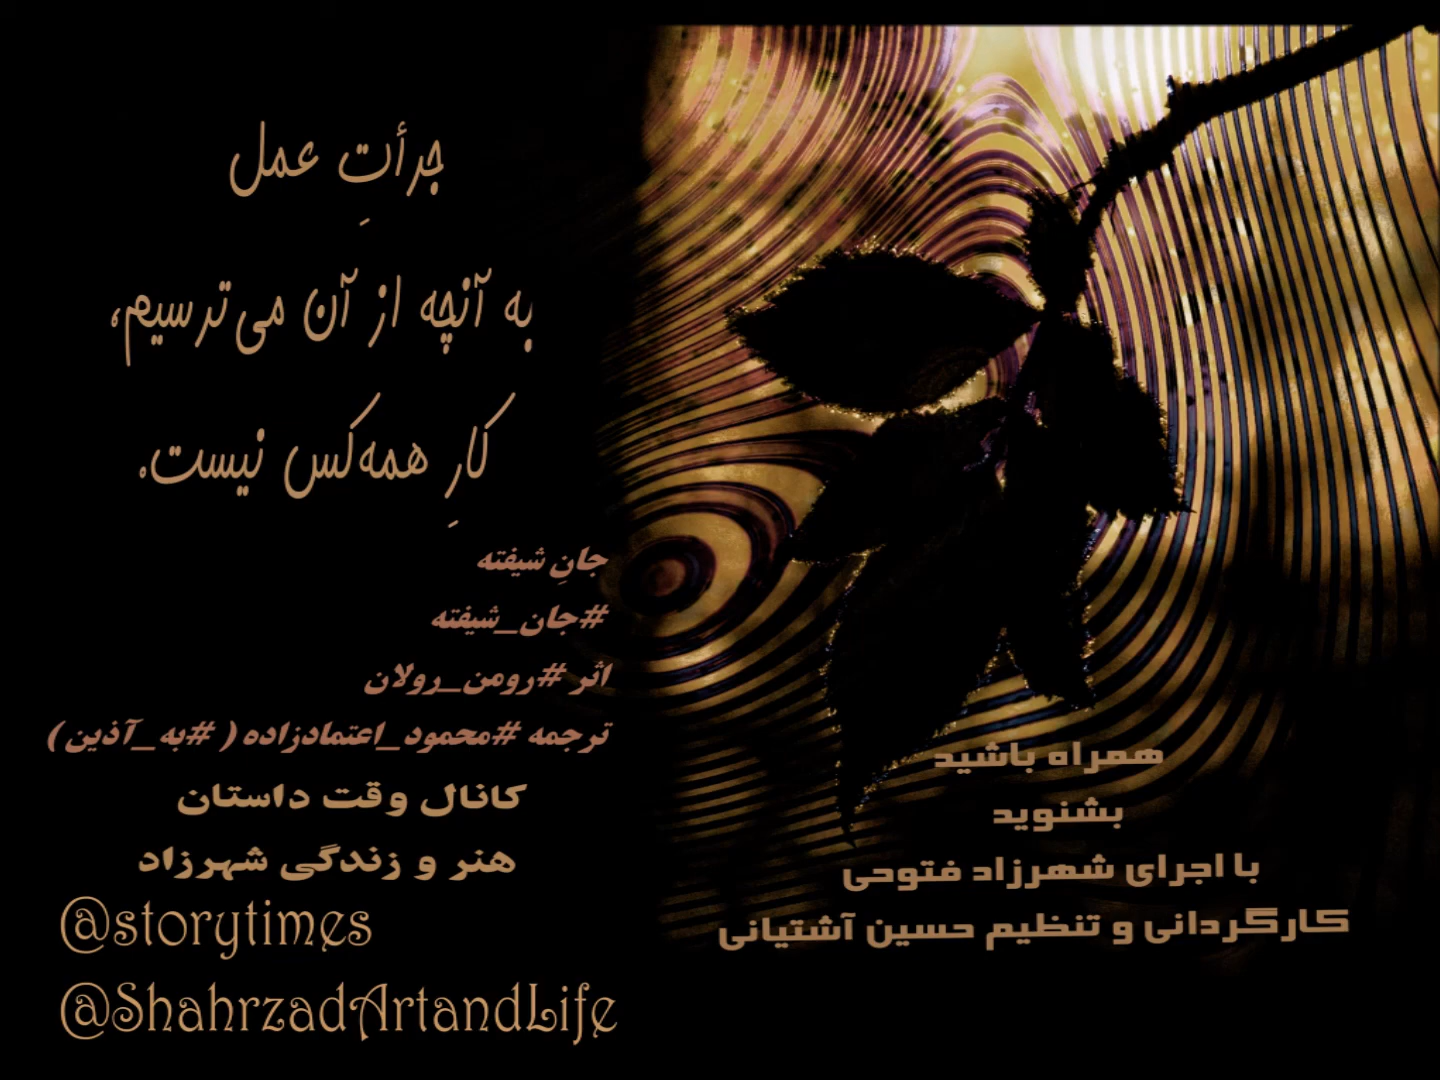 جرأتِ عمل
به آنچه از آن می‌ترسیم،
کارِ همه‌کس نیست.
جانِ شیفته
#جان_شیفته
اثر #رومن_رولان
ترجمه #محمود_اعتمادزاده ( #به_آذین )
کانال وقت داستان
هنر و زندگی شهرزاد
@storytimes
@ShahrzadArtandLife
همراه باشید
بشنوید
با اجرای شهرزاد فتوحی
کارگردانی و تنظیم حسین آشتیانی